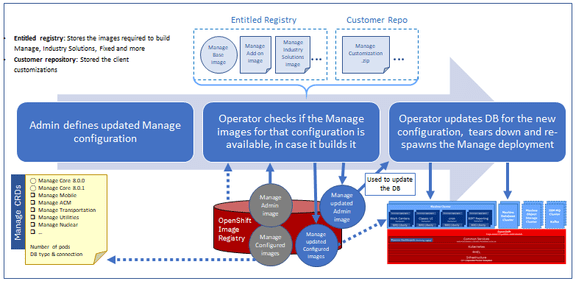 Entitled Registry
Customer Repo
• Entitled registry: Stores the images required to build
Manage, Industry Solutions, Fixed and more
• Customer repository: Stored the client
customizations
Manage
Base
image
Manage
Add-on
image
Manage
Industry
Solutions
image
...
Manage
Customization
zip
...
Admin defines updated Manage
configuration
Operator checks if the Manage
images for that configuration is
available, in case it builds it
Operator updates DB for the new
configuration, tears down and re-
spawns the Manage deployment
Used to update
the DB
Manage CRDs
Manage Core 8.0.0
Manage Core 8.0.1
Manage Mobile
Manage ACM
Manage Transportation
Manage Utilities
Manage Nuclear
...
Number of pods
DB type & connection
OpenShift
Image
Registry
Manage
Admin
image
Manage
Configured
images
Manage
updated
Admin
image
Manage
updated
Configured
images
Common Services
Kubernetes
Infrastructure